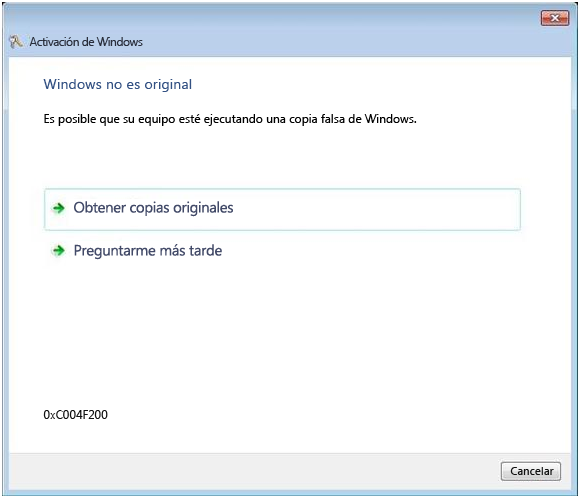 Activación de Windows
Windows no es original
Es posible que su equipo esté ejecutando una copia falsa de Windows.
Obtener copias originales
Preguntarme más tarde
0xC004F200
Cancelar